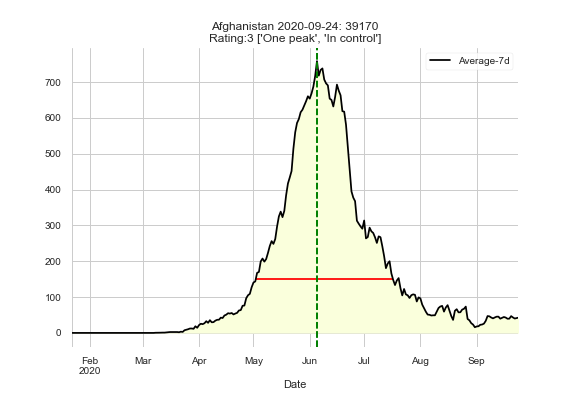 Afghanistan 2020-09-24: 39170
Rating:3 ['One peak', 'In control']
Average-7d
700
600
500
400
300
200
100
0
Feb Mar Apr May Jun Jul Aug Sep
2020
Date